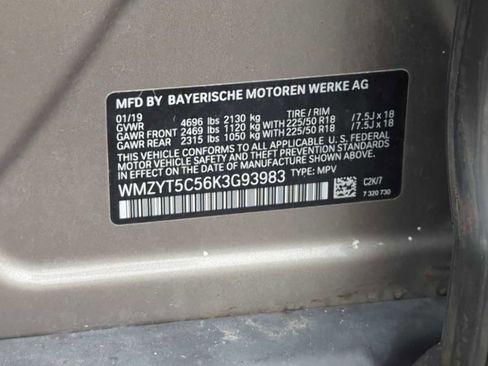 MFD BY BAYERISCHE MOTOREN WERKE AG
01/19 TIRE / RIM
GVWR 4696 lbs 2130 kg
GAWR FRONT 2469 lbs 1120 kg WITH 225/50 R18 /7.5J x 18
GAWR REAR 2315 lbs 1050 kg WITH 225/50 R18 /7.5J x 18
THIS VEHICLE CONFORMS TO ALL APPLICABLE U.S. FEDERAL
MOTOR VEHICLE SAFETY, BUMPER, AND THEFT PREVENTION STANDARDS
IN EFFECT ON THE DATE OF MANUFACTURE SHOWN ABOVE.
WMZYT5C56K3G93983 TYPE: MPV
C2K/7
7 320 730